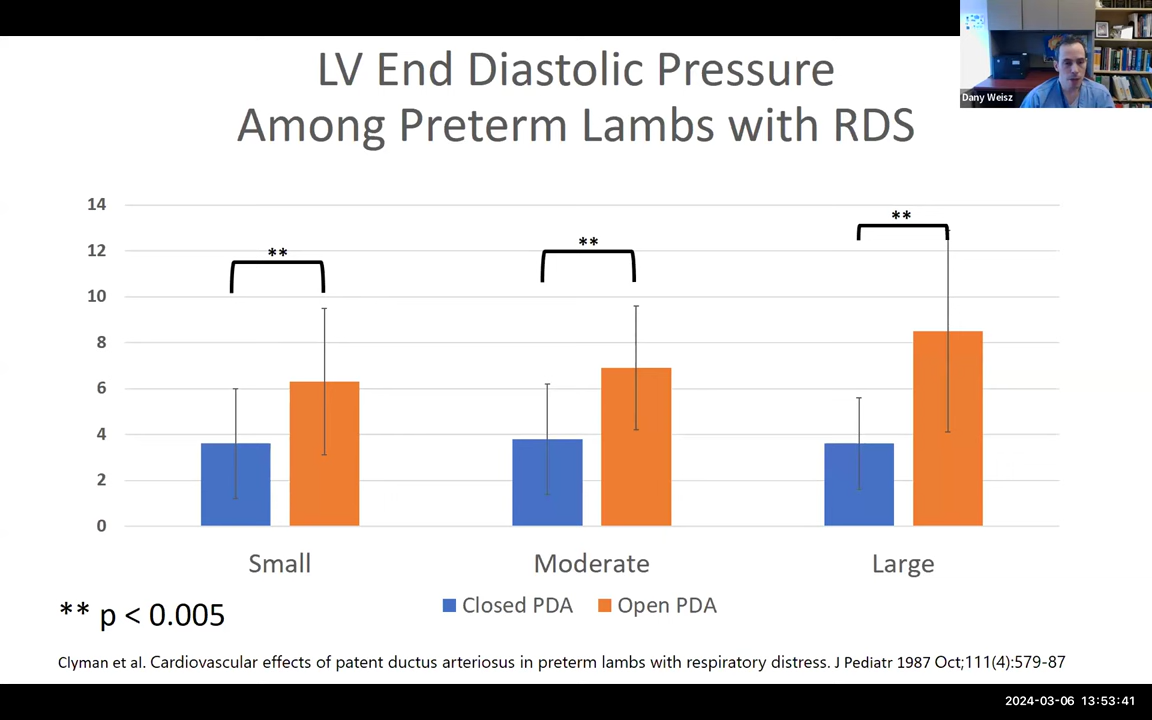 LV End Diastolic Pressure
Among Preterm Lambs with RDS
Dany Weisz
14
12
10
8
6
4
2
0
**
**
**
Small
Moderate
Large
Closed PDA
Open PDA
** p < 0.005
Clyman et al. Cardiovascular effects of patent ductus arteriosus in preterm lambs with respiratory distress. J Pediatr 1987 Oct;111(4):579-87
2024-03-06 13:53:41